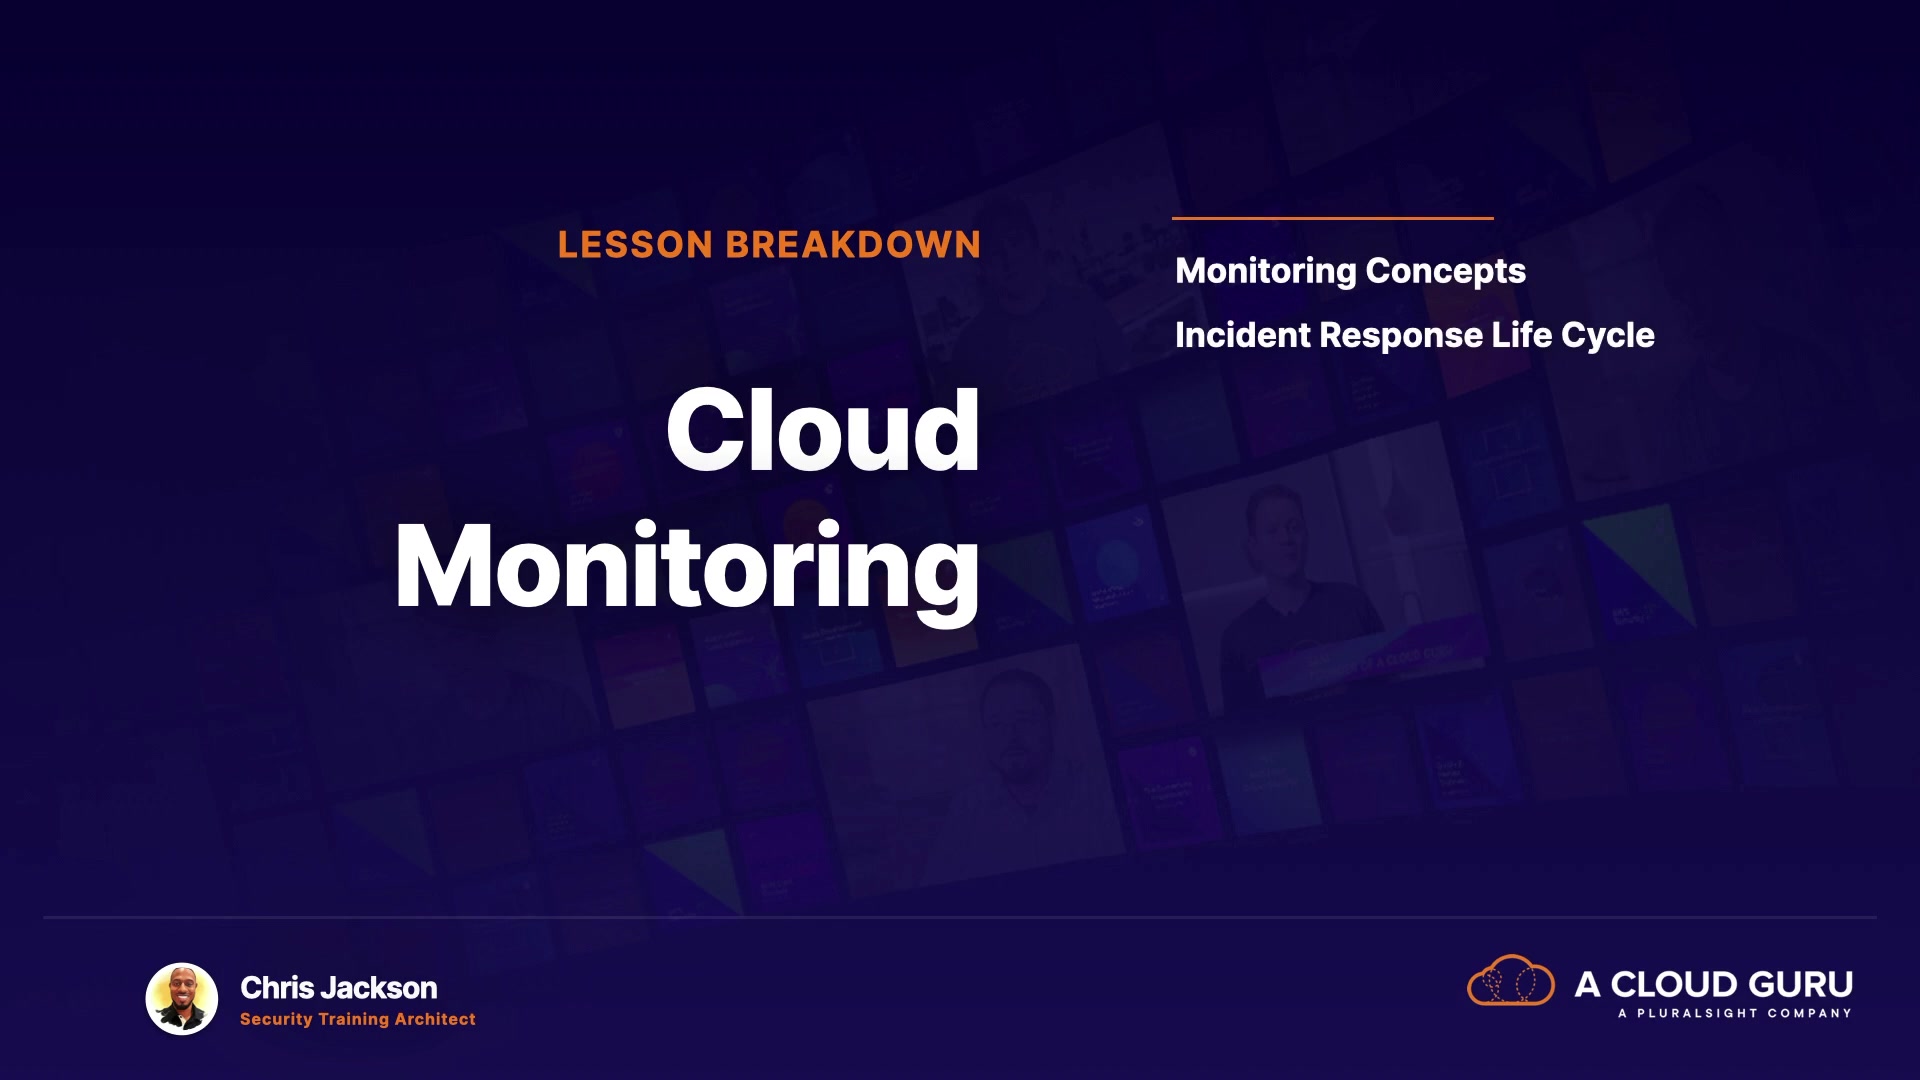 LESSON BREAKDOWN
Cloud
Monitoring
Monitoring Concepts
Incident Response Life Cycle
Chris Jackson
Security Training Architect
A CLOUD GURU
A PLURALSIGHT COMPANY